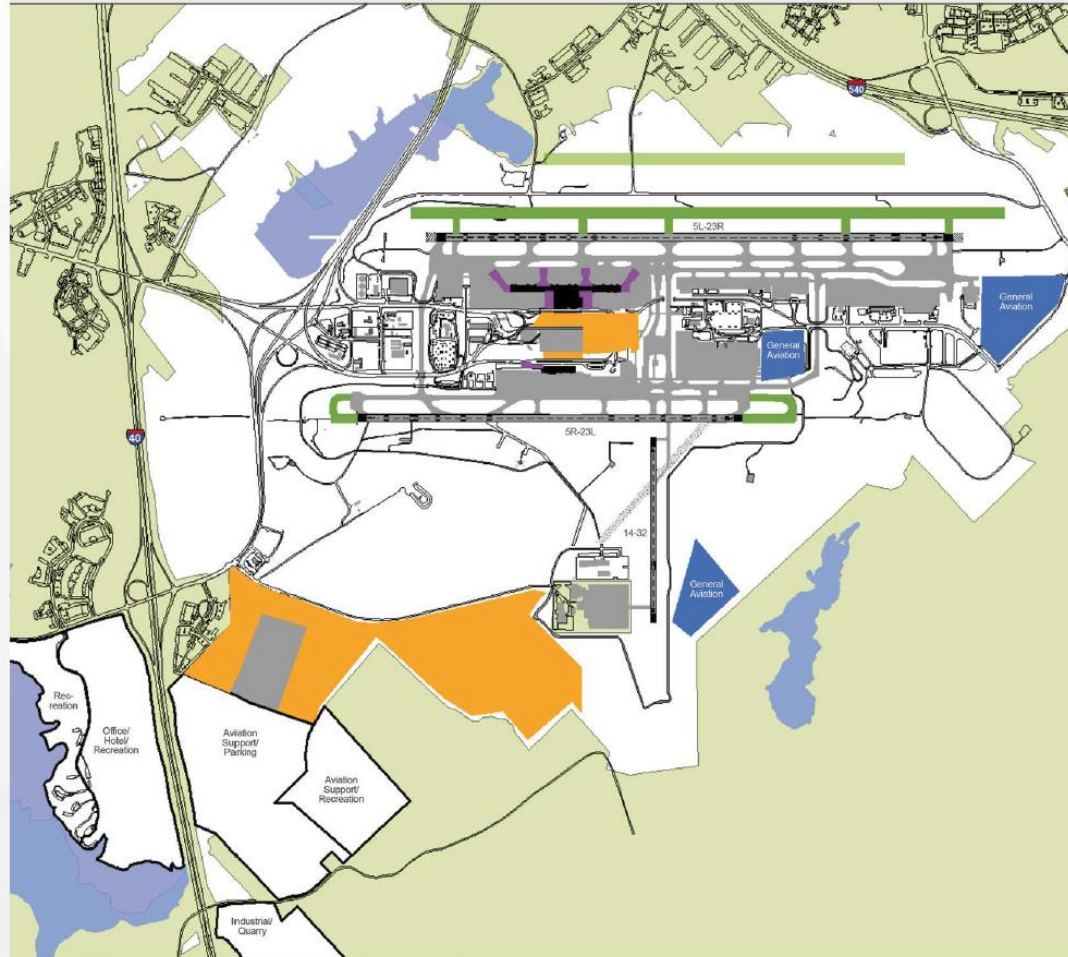 540
5L-23R
General
Aviation
General
Aviation
5R-23L
40
14-32
General
Aviation
Rec-
reation
Office/
Hotel/
Recreation
Aviation
Support/
Parking
Aviation
Support/
Recreation
Industrial/
Quarry